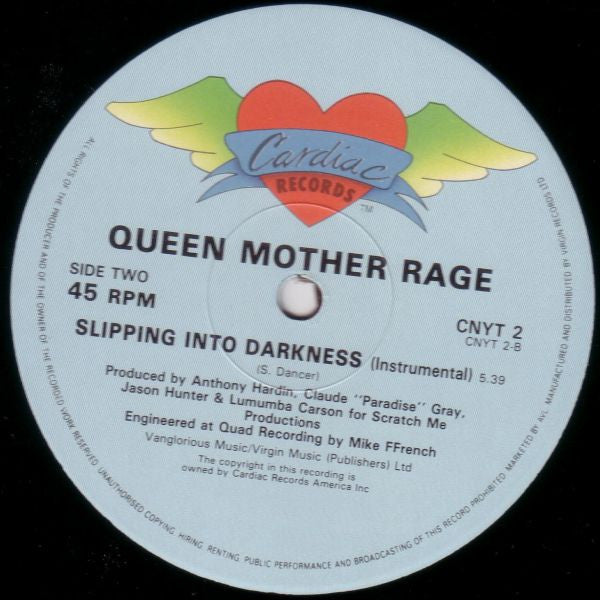 Cardiac
RECORDS
TM
QUEEN MOTHER RAGE
SIDE TWO
45 RPM
CNYT 2
CNYT 2-B
SLIPPING INTO DARKNESS (Instrumental) 5.39
(S. Dancer)
Produced by Anthony Hardin, Claude "Paradise" Gray,
Jason Hunter & Lumumba Carson for Scratch Me
Productions
Engineered at Quad Recording by Mike FFrench
Vanglorious Music/Virgin Music (Publishers) Ltd
The copyright in this recording is
owned by Cardiac Records America Inc
ALL RIGHTS OF THE PRODUCER AND OF THE OWNER OF THE RECORDED WORK RESERVED. UNAUTHORISED COPYING, HIRING, RENTING, PUBLIC PERFORMANCE AND BROADCASTING OF THIS RECORD PROHIBITED. MARKETED BY AVL. MANUFACTURED AND DISTRIBUTED BY VIRGIN RECORDS LTD.